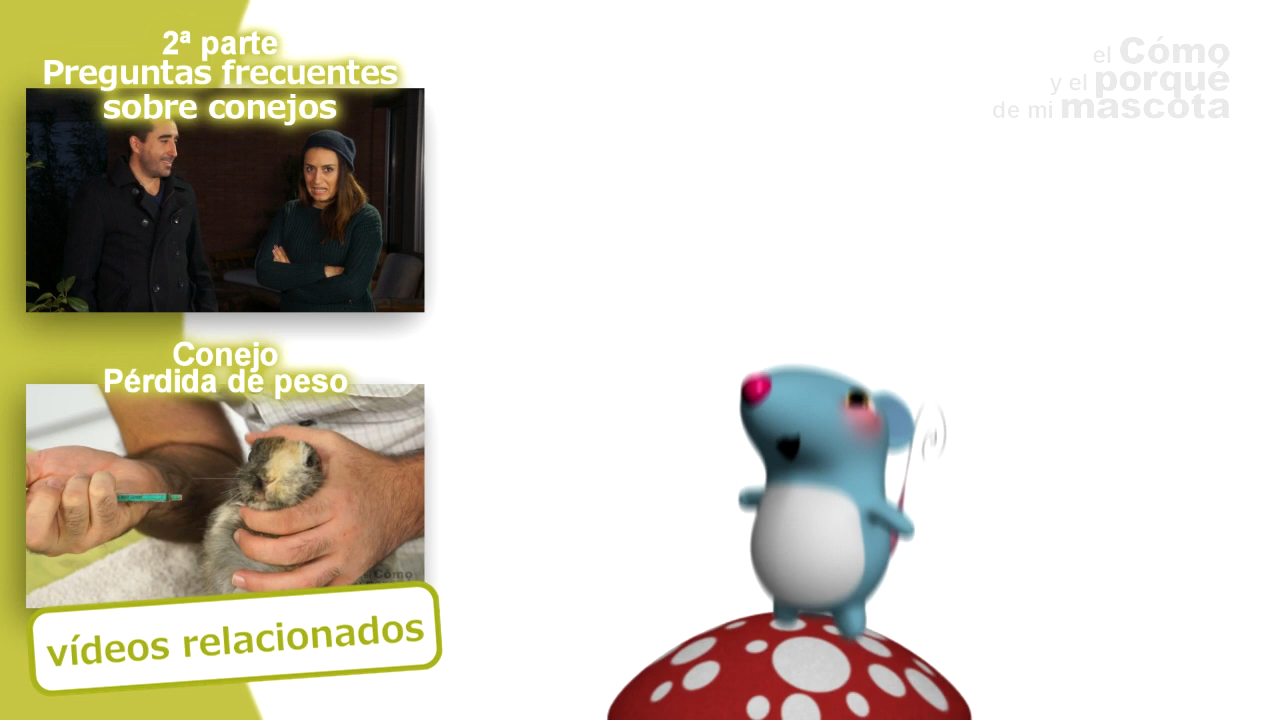 2ª parte
Preguntas frecuentes
sobre conejos
Conejo
Pérdida de peso
vídeos relacionados
el Cómo
y el porqué
de mi mascota